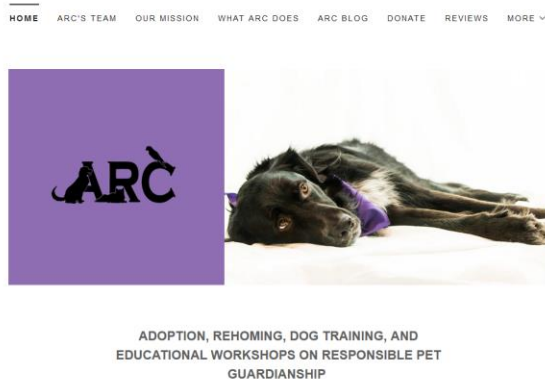 HOME ARC'S TEAM OUR MISSION WHAT ARC DOES ARC BLOG DONATE REVIEWS MORE
ARC
ADOPTION, REHOMING, DOG TRAINING, AND
EDUCATIONAL WORKSHOPS ON RESPONSIBLE PET
GUARDIANSHIP